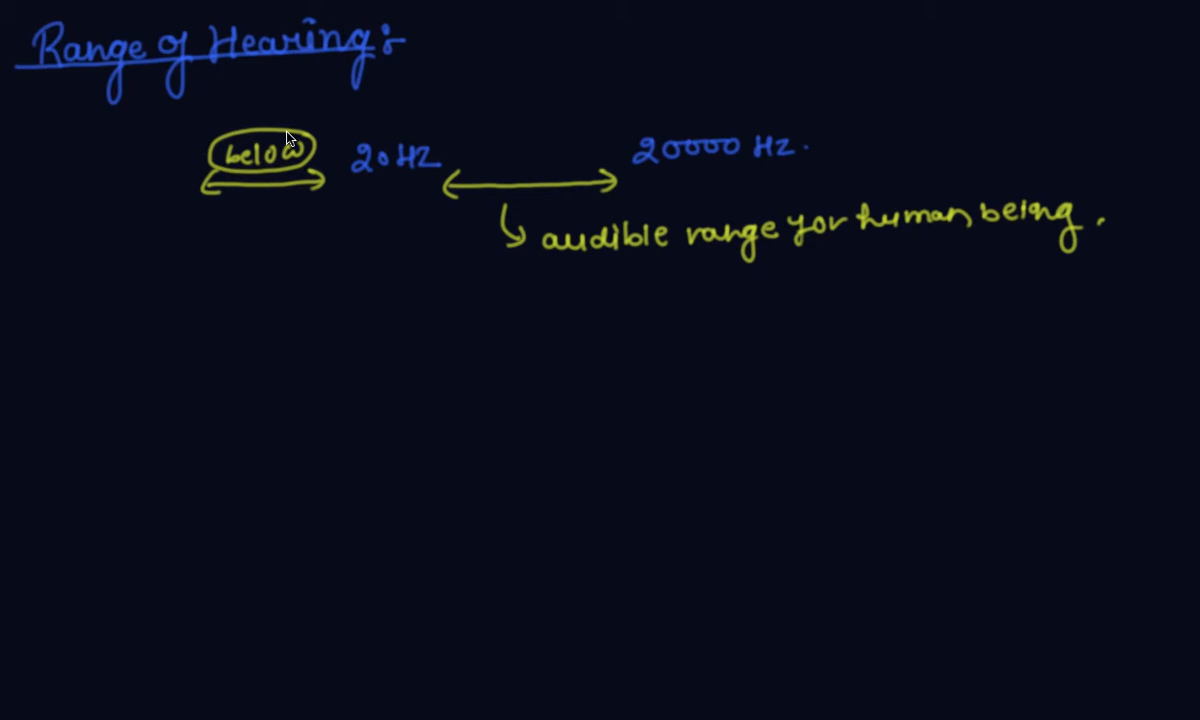 Range of Hearing:
below 20 HZ 20000 Hz.
audible range for human being.